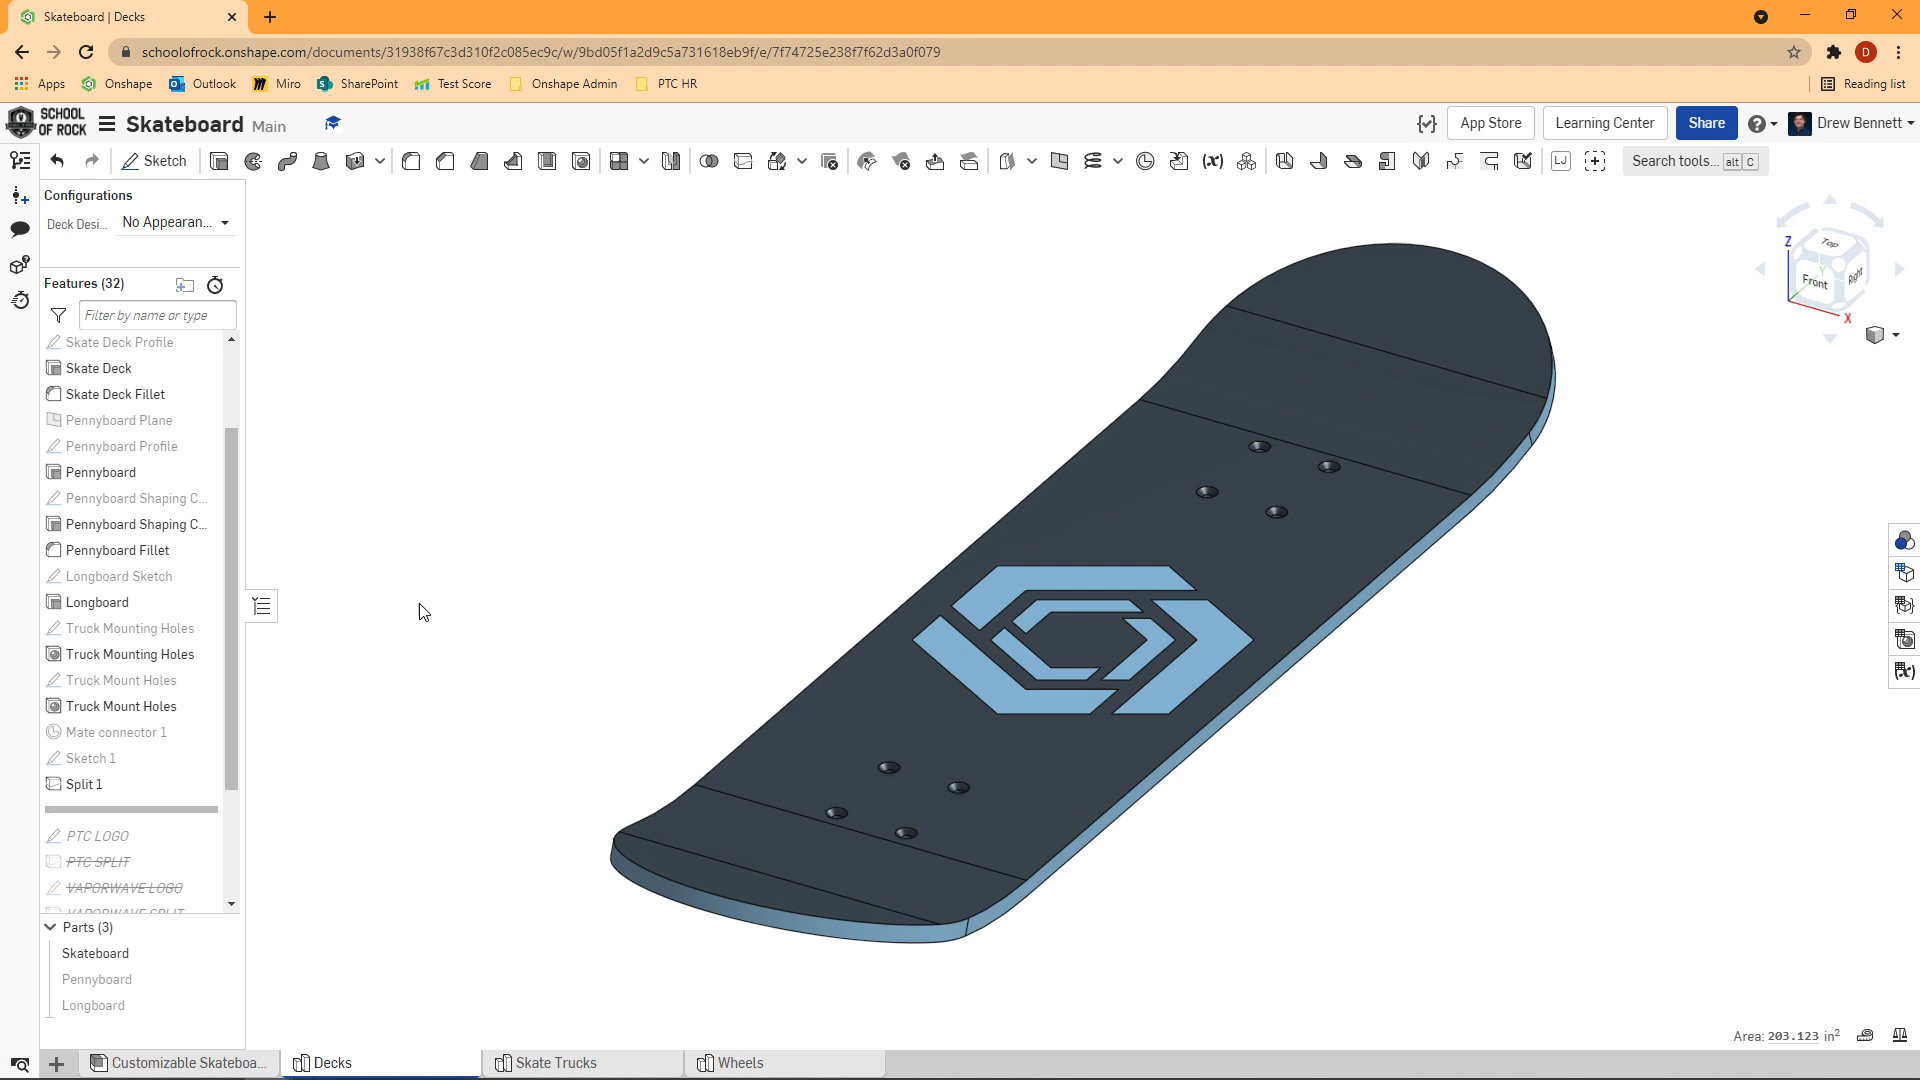 Skateboard | Decks
schoolofrock.onshape.com/documents/31938f67c3d310f2c085ec9c/w/9bd05f1a2d9c5a731618eb9f/e/7f74725e238f7f62d3a0f079
D
Apps
Onshape
Outlook
Miro
SharePoint
Test Score
Onshape Admin
PTC HR
Reading list
SCHOOL
OF ROCK
Skateboard Main
App Store
Learning Center
Share
Drew Bennett
Sketch
LJ
Search tools... alt C
Configurations
Deck Desi...
No Appearan...
Features (32)
Filter by name or type
Skate Deck Profile
Skate Deck
Skate Deck Fillet
Pennyboard Plane
Pennyboard Profile
Pennyboard
Pennyboard Shaping C...
Pennyboard Shaping C...
Pennyboard Fillet
Longboard Sketch
Longboard
Truck Mounting Holes
Truck Mounting Holes
Truck Mount Holes
Truck Mount Holes
Mate connector 1
Sketch 1
Split 1
PTC LOGO
PTC SPLIT
VAPORWAVE LOGO
VAPORWAVE SPLIT
Parts (3)
Skateboard
Pennyboard
Longboard
Z
Top
Y
Front
Right
X
Area: 203.123 in²
Customizable Skateboa...
Decks
Skate Trucks
Wheels